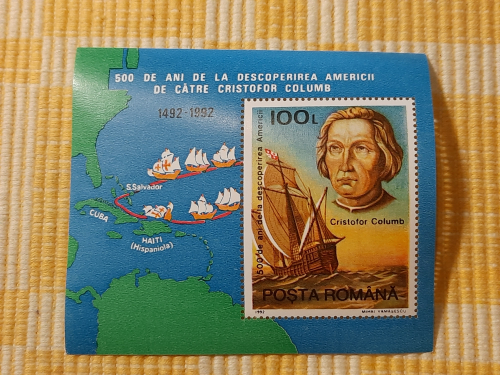 500 DE ANI DE LA DESCOPERIREA AMERICII
DE CĂTRE CRISTOFOR COLUMB
1492-1992
100L
500 de ani de la descoperirea Americii
Cristofor Columb
POȘTA ROMÂNĂ
1992
MIHAI VAMASESCU
S.Salvador
CUBA
HAITI
(Hispaniola)